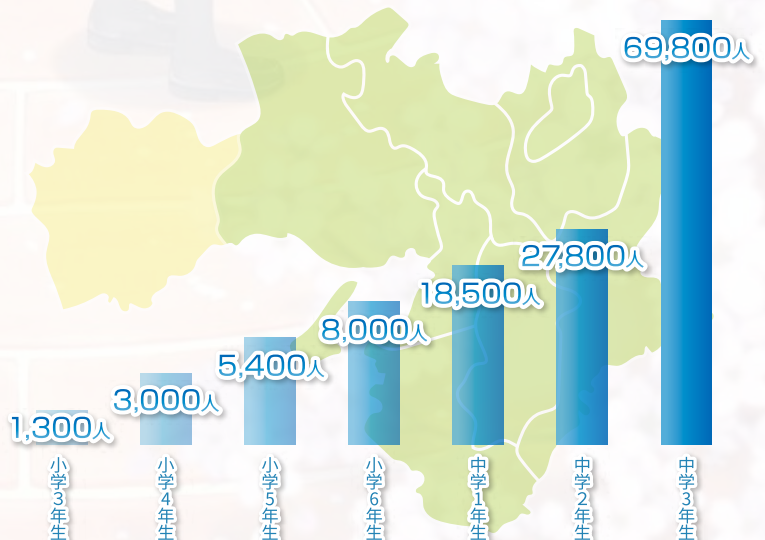 69,800人
27,800人
18,500人
8,000人
5,400人
3,000人
1,300人
小学3年生
小学4年生
小学5年生
小学6年生
中学1年生
中学2年生
中学3年生